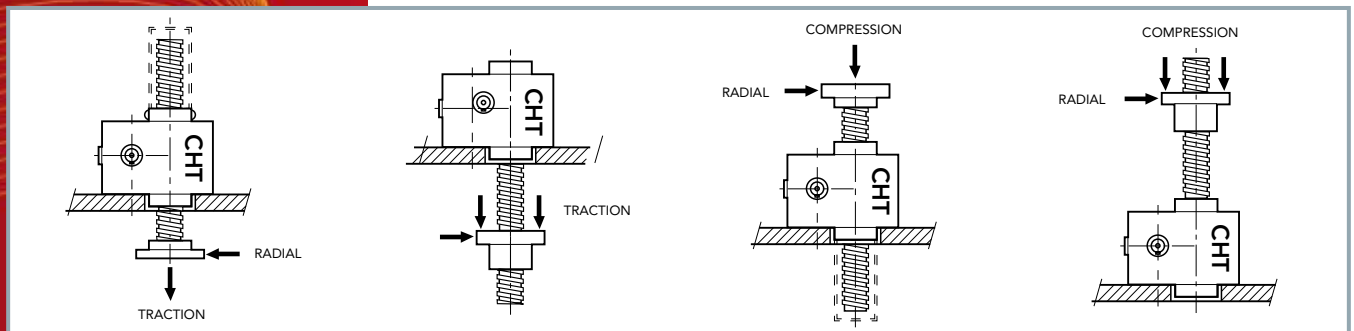 CHT
RADIAL
TRACTION
CHT
TRACTION
COMPRESSION
RADIAL
CHT
COMPRESSION
RADIAL
CHT